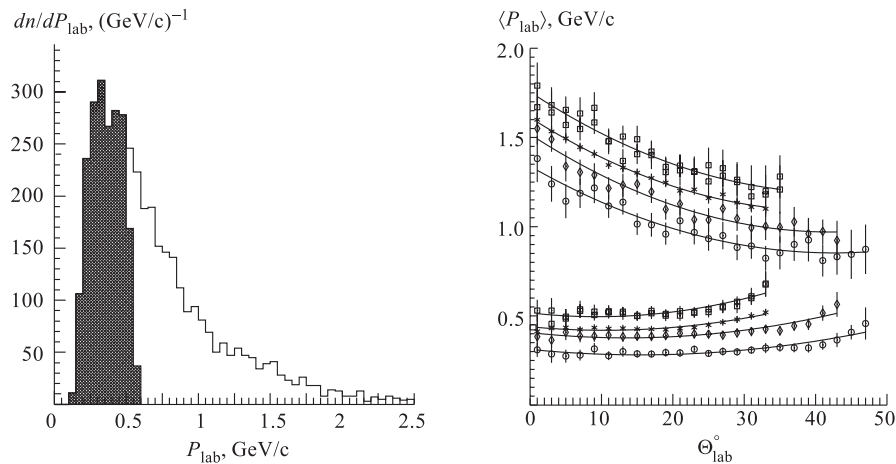 dn/dP_lab, (GeV/c)^−1
300
250
200
150
100
50
0 0.5 1 1.5 2 2.5
P_lab, GeV/c
⟨P_lab⟩, GeV/c
2.0
1.5
1.0
0.5
0 10 20 30 40 50
Θ°_lab